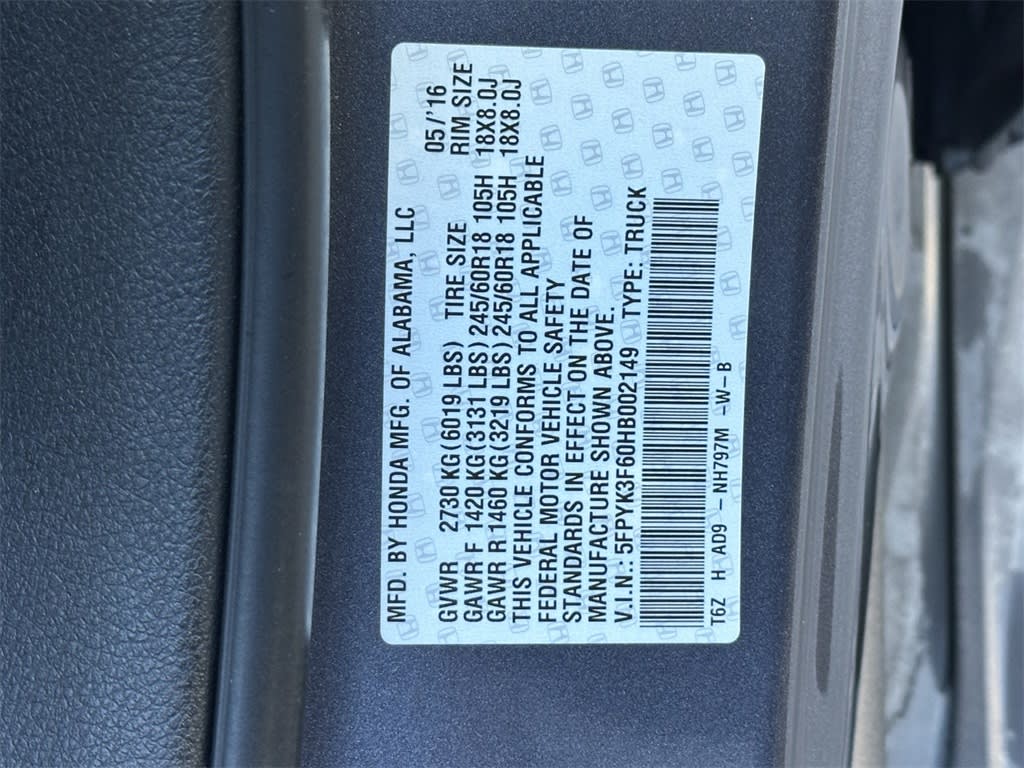 MFD. BY HONDA MFG. OF ALABAMA, LLC 05/'16
GVWR 2730 KG (6019 LBS) TIRE SIZE RIM SIZE
GAWR F 1420 KG (3131 LBS) 245/60R18 105H 18X8.0J
GAWR R 1460 KG (3219 LBS) 245/60R18 105H 18X8.0J
THIS VEHICLE CONFORMS TO ALL APPLICABLE
FEDERAL MOTOR VEHICLE SAFETY
STANDARDS IN EFFECT ON THE DATE OF
MANUFACTURE SHOWN ABOVE.
V.I.N.: 5FPYK3F60HB002149 TYPE: TRUCK
T6Z H AD9 - NH797M -W-B